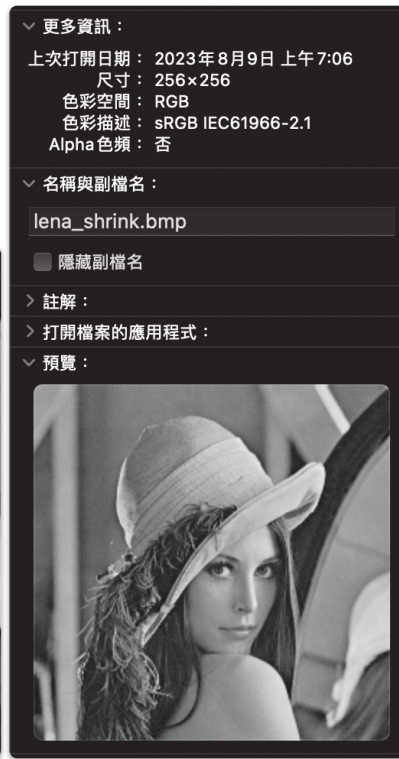 更多資訊：
上次打開日期： 2023年8月9日 上午7:06
尺寸： 256×256
色彩空間： RGB
色彩描述： sRGB IEC61966-2.1
Alpha色頻： 否
名稱與副檔名：
lena_shrink.bmp
隱藏副檔名
註解：
打開檔案的應用程式：
預覽：